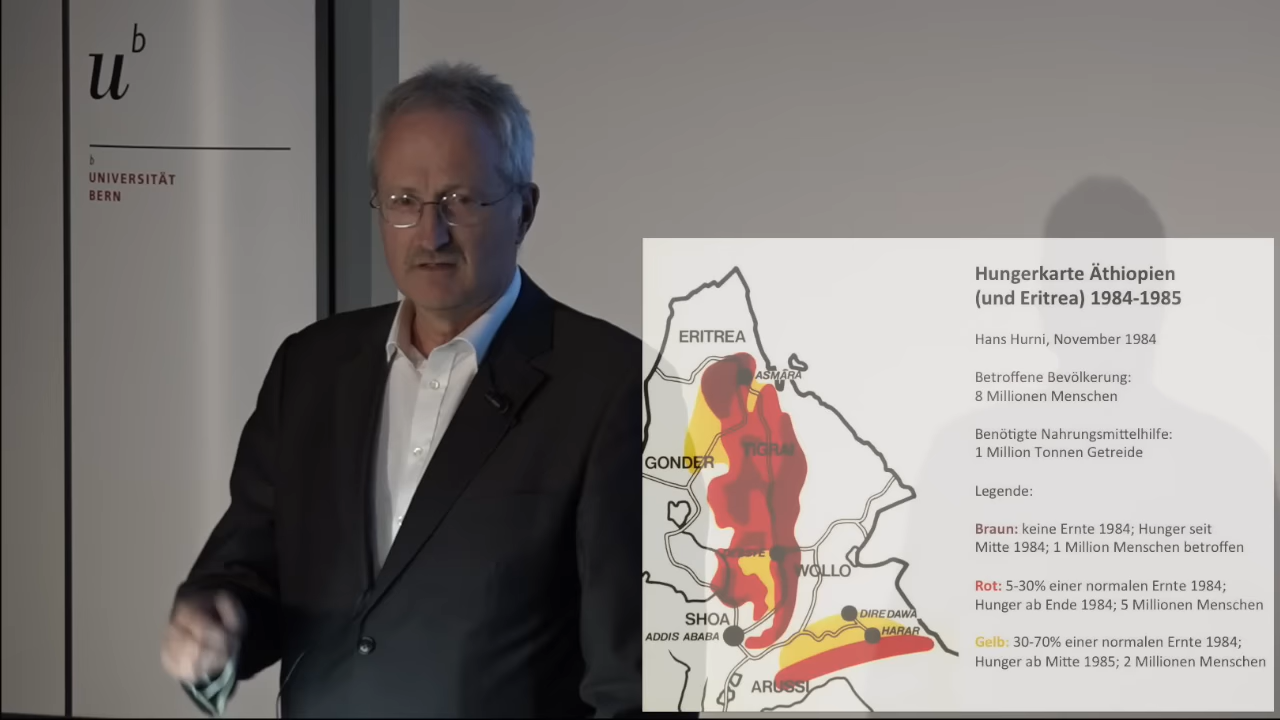 u
b
b
UNIVERSITÄT
BERN
Hungerkarte Äthiopien
(und Eritrea) 1984-1985
Hans Hurni, November 1984
Betroffene Bevölkerung:
8 Millionen Menschen
Benötigte Nahrungsmittelhilfe:
1 Million Tonnen Getreide
Legende:
Braun: keine Ernte 1984; Hunger seit
Mitte 1984; 1 Million Menschen betroffen
Rot: 5-30% einer normalen Ernte 1984;
Hunger ab Ende 1984; 5 Millionen Menschen
Gelb: 30-70% einer normalen Ernte 1984;
Hunger ab Mitte 1985; 2 Millionen Menschen
ERITREA
ASMARA
TIGRAI
GONDER
WOLLO
SHOA
ADDIS ABABA
DIRE DAWA
HARAR
ARUSSI